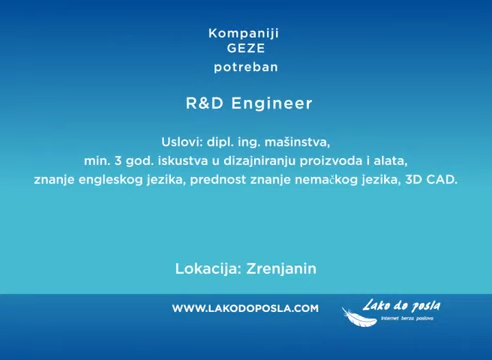 Kompaniji
GEZE
potreban
R&D Engineer
Uslovi: dipl. ing. mašinstva,
min. 3 god. iskustva u dizajniranju proizvoda i alata,
znanje engleskog jezika, prednost znanje nemačkog jezika, 3D CAD.
Lokacija: Zrenjanin
WWW.LAKODOPOSLA.COM
Lako do posla
Internet berza poslova